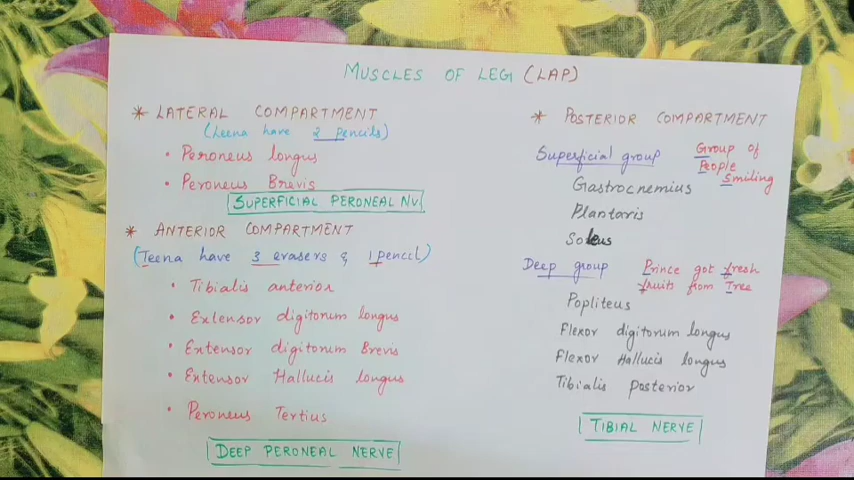 MUSCLES OF LEG (LAP)
* LATERAL COMPARTMENT
(Leena have 2 pencils)
• Peroneus longus
• Peroneus Brevis
SUPERFICIAL PERONEAL NV.
* ANTERIOR COMPARTMENT
(Teena have 3 erasers & 1 pencil)
• Tibialis anterior
• Extensor digitorum longus
• Extensor digitorum Brevis
• Extensor Hallucis longus
• Peroneus Tertius
DEEP PERONEAL NERVE
* POSTERIOR COMPARTMENT
Superficial group
Group of
People
Smiling
Gastrocnemius
Plantaris
Soleus
Deep group
Prince got fresh
fruits from Tree
Popliteus
Flexor digitorum longus
Flexor Hallucis longus
Tibialis posterior
TIBIAL NERVE